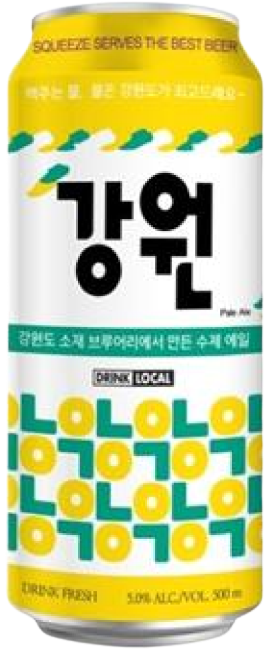 SQUEEZE SERVES THE BEST BEER
맥주는 물, 물은 강원도가 최고드래요~
강원
Pale Ale
강원도 소재 브루어리에서 만든 수제 에일
DRINK LOCAL
DRINK FRESH 5.0% ALC./VOL. 500 ml